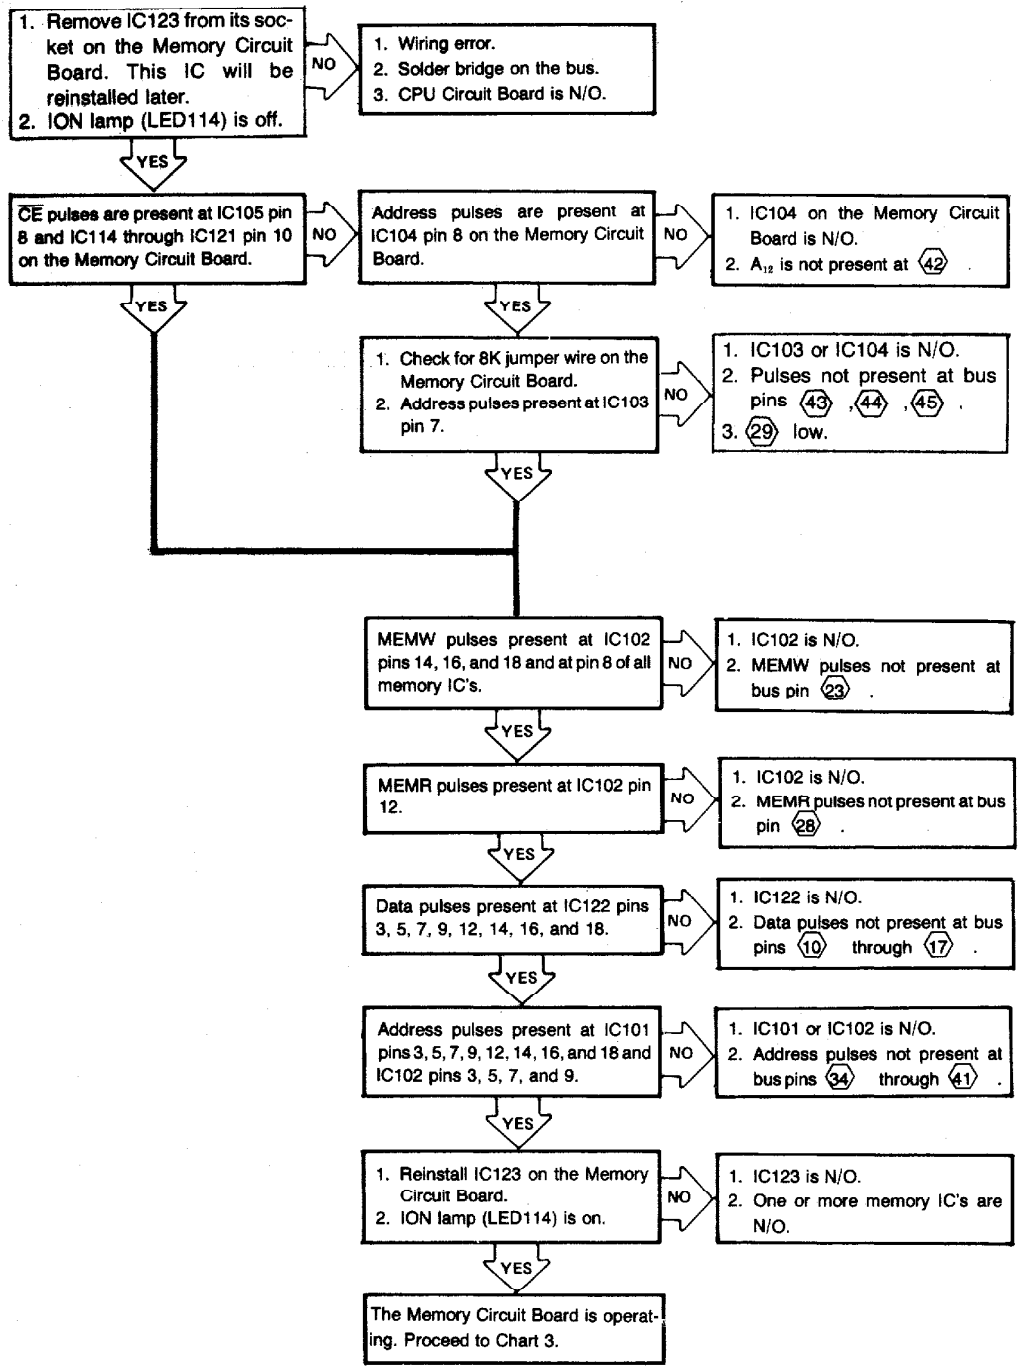 1. Remove IC123 from its soc-
ket on the Memory Circuit
Board. This IC will be
reinstalled later.
2. ION lamp (LED114) is off.
NO
1. Wiring error.
2. Solder bridge on the bus.
3. CPU Circuit Board is N/O.
YES
C̅E̅ pulses are present at IC105 pin
8 and IC114 through IC121 pin 10
on the Memory Circuit Board.
NO
Address pulses are present at
IC104 pin 8 on the Memory Circuit
Board.
NO
1. IC104 on the Memory Circuit
Board is N/O.
2. A₁₂ is not present at 42 .
YES
YES
1. Check for 8K jumper wire on the
Memory Circuit Board.
2. Address pulses present at IC103
pin 7.
NO
1. IC103 or IC104 is N/O.
2. Pulses not present at bus
pins 43 , 44 , 45 .
3. 29 low.
YES
MEMW pulses present at IC102
pins 14, 16, and 18 and at pin 8 of all
memory IC's.
NO
1. IC102 is N/O.
2. MEMW pulses not present at
bus pin 23 .
YES
MEMR pulses present at IC102 pin
12.
NO
1. IC102 is N/O.
2. MEMR pulses not present at bus
pin 28 .
YES
Data pulses present at IC122 pins
3, 5, 7, 9, 12, 14, 16, and 18.
NO
1. IC122 is N/O.
2. Data pulses not present at bus
pins 10 through 17 .
YES
Address pulses present at IC101
pins 3, 5, 7, 9, 12, 14, 16, and 18 and
IC102 pins 3, 5, 7, and 9.
NO
1. IC101 or IC102 is N/O.
2. Address pulses not present at
bus pins 34 through 41 .
YES
1. Reinstall IC123 on the Memory
Circuit Board.
2. ION lamp (LED114) is on.
NO
1. IC123 is N/O.
2. One or more memory IC's are
N/O.
YES
The Memory Circuit Board is operat-
ing. Proceed to Chart 3.